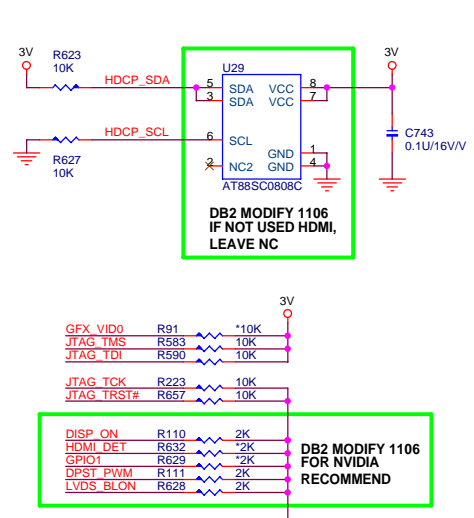 3V
R623
10K
HDCP_SDA
U29
5 SDA VCC 8
3 SDA VCC 7
3V
HDCP_SCL
6 SCL
C743
0.1U/16V/V
R627
10K
GND 1
2 NC2 GND 4
AT88SC0808C
DB2 MODIFY 1106
IF NOT USED HDMI,
LEAVE NC
3V
GFX_VID0 R91 *10K
JTAG_TMS R583 10K
JTAG_TDI R590 10K
JTAG_TCK R223 10K
JTAG_TRST# R657 10K
DISP_ON R110 2K
HDMI_DET R632 *2K
GPIO1 R629 *2K
DPST_PWM R111 2K
LVDS_BLON R628 2K
DB2 MODIFY 1106
FOR NVIDIA
RECOMMEND